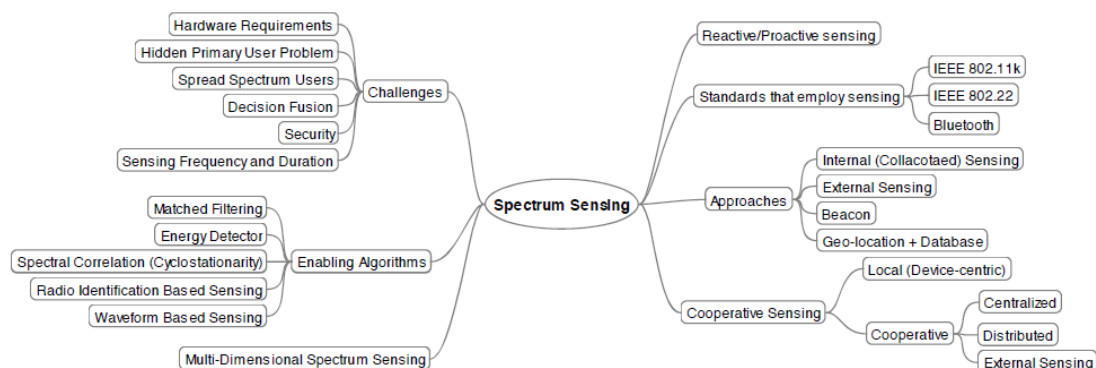 Hardware Requirements
Hidden Primary User Problem
Spread Spectrum Users
Decision Fusion
Security
Sensing Frequency and Duration
Challenges
Matched Filtering
Energy Detector
Spectral Correlation (Cyclostationarity)
Radio Identification Based Sensing
Waveform Based Sensing
Enabling Algorithms
Multi-Dimensional Spectrum Sensing
Spectrum Sensing
Reactive/Proactive sensing
Standards that employ sensing
IEEE 802.11k
IEEE 802.22
Bluetooth
Approaches
Internal (Collacotaed) Sensing
External Sensing
Beacon
Geo-location + Database
Cooperative Sensing
Local (Device-centric)
Cooperative
Centralized
Distributed
External Sensing